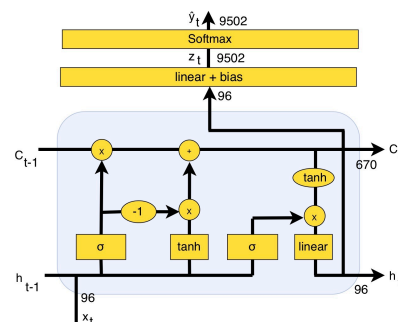 ŷt 9502
Softmax
zt 9502
linear + bias
96
Ct-1 x + C
670
tanh
-1 x x
σ tanh σ linear
ht-1 h
96 96
xt